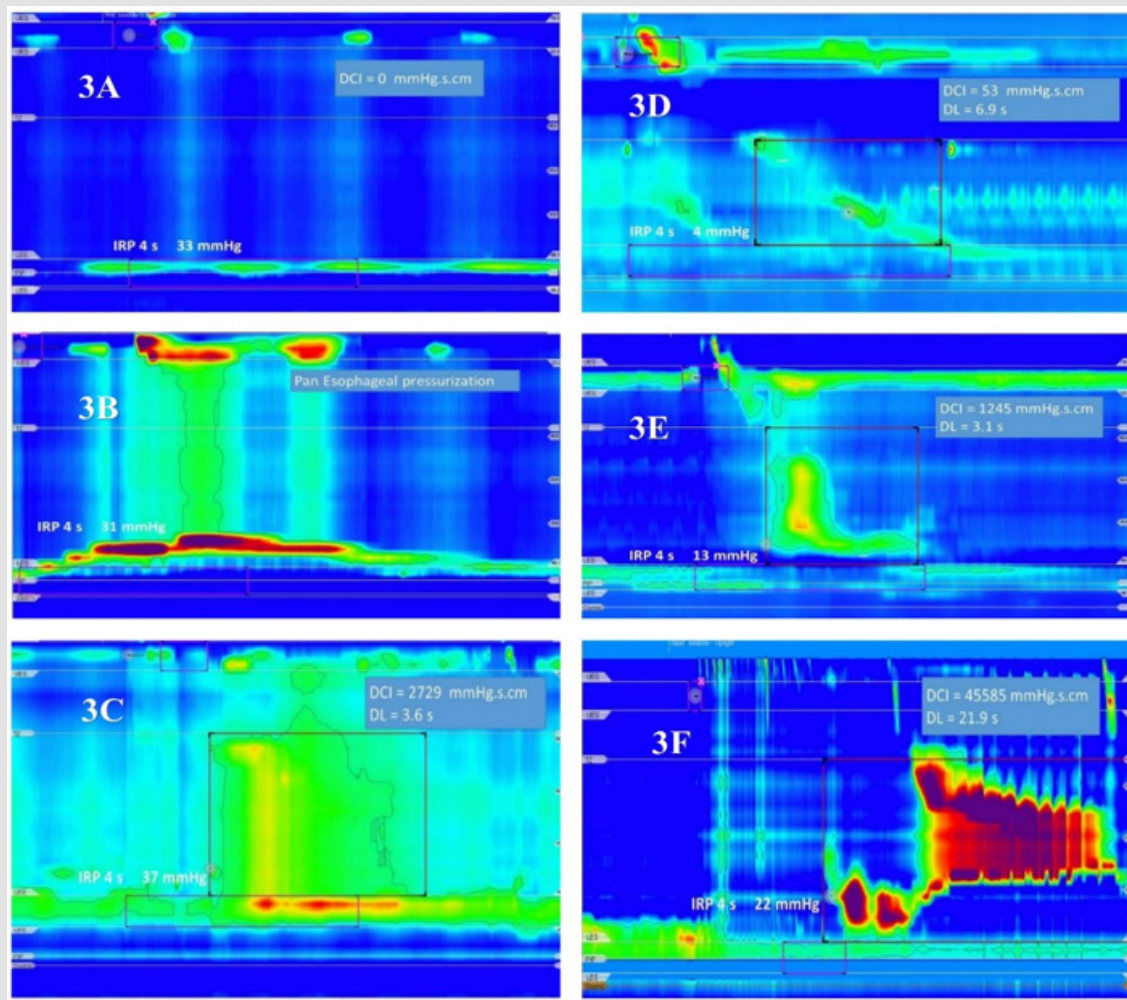 3A
DCI = 0 mmHg.s.cm
IRP 4 s 33 mmHg
3B
Pan Esophageal pressurization
IRP 4 s 31 mmHg
3C
DCI = 2729 mmHg.s.cm
DL = 3.6 s
IRP 4 s 37 mmHg
3D
DCI = 53 mmHg.s.cm
DL = 6.9 s
IRP 4 s 4 mmHg
3E
DCI = 1245 mmHg.s.cm
DL = 3.1 s
IRP 4 s 13 mmHg
3F
DCI = 45585 mmHg.s.cm
DL = 21.9 s
IRP 4 s 22 mmHg